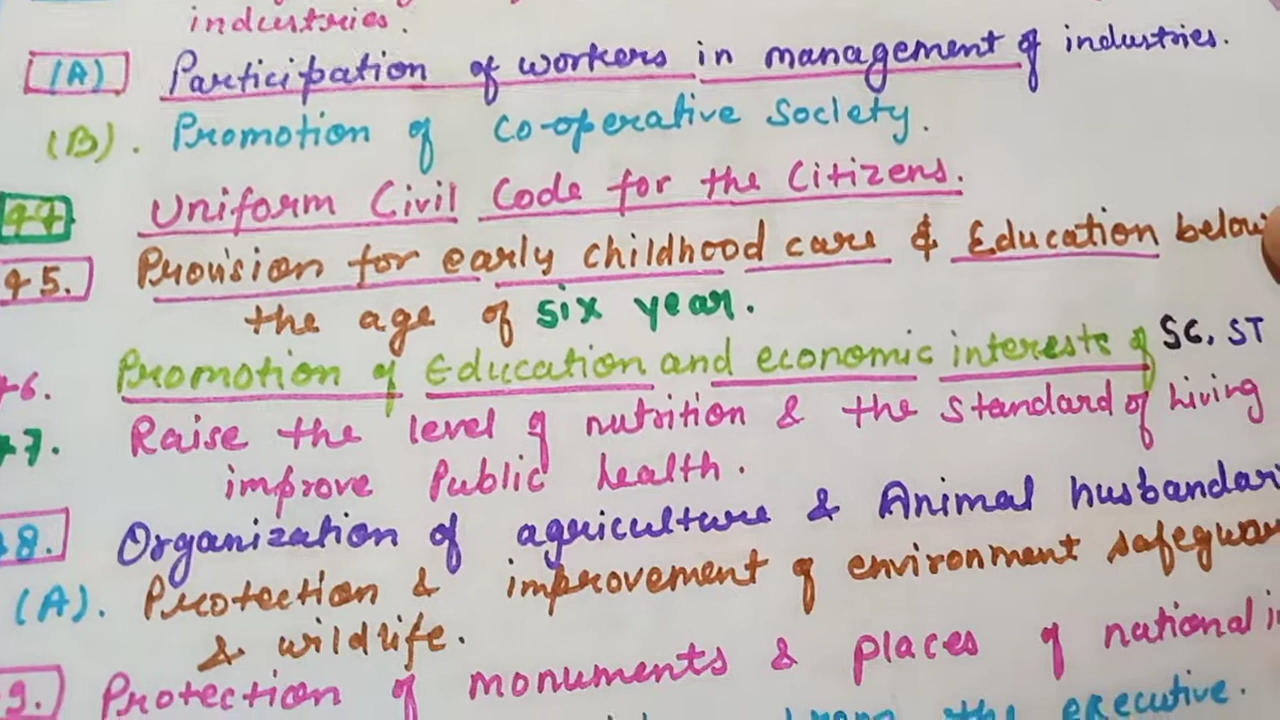 industries.
(A) Participation of workers in management of industries.
(B). Promotion of co-operative Society.
44 Uniform Civil Code for the Citizens.
45. Provision for early childhood care & Education below
the age of six year.
46. Promotion of Education and economic interests of SC, ST
47. Raise the level of nutrition & the standard of Living
improve Public health.
48. Organization of agriculture & Animal husbandar
(A). Protection & improvement of environment safeguar
& wildlife.
9. Protection of monuments & places of national i
the executive.